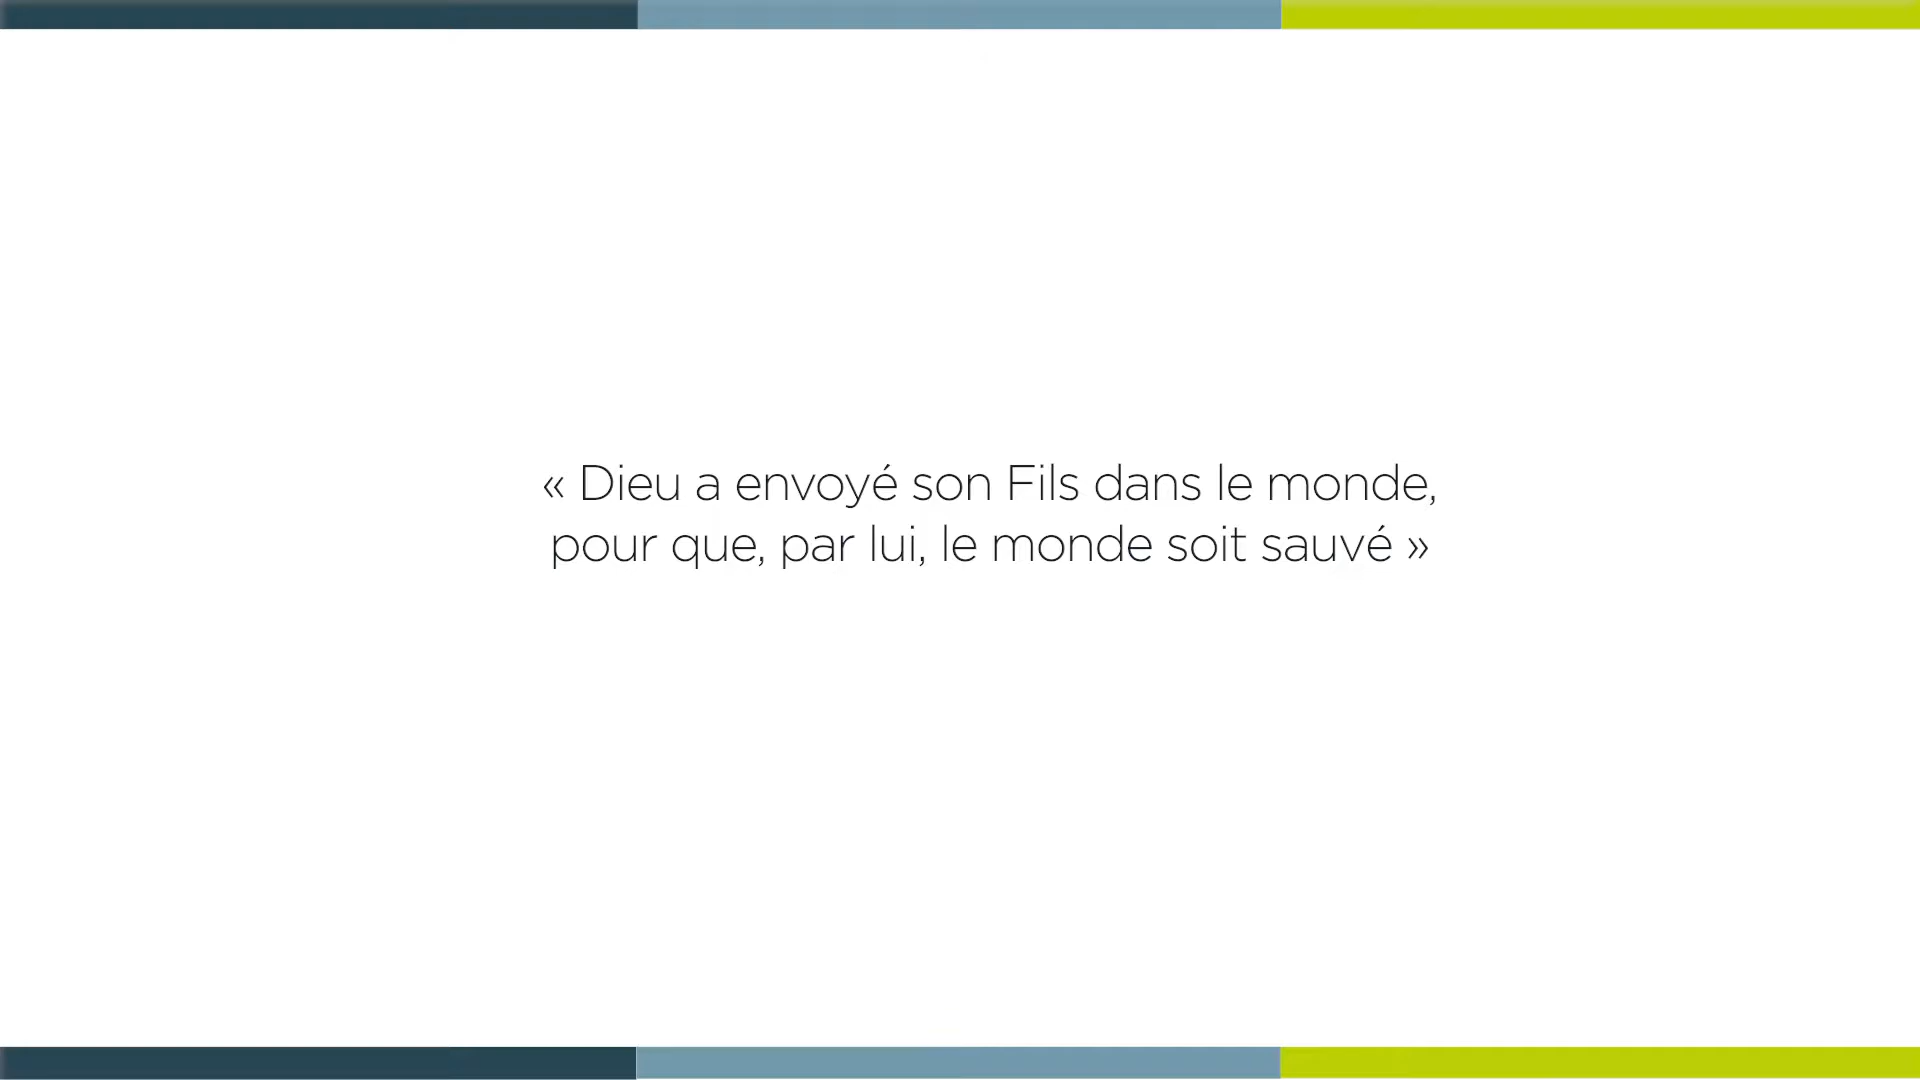 « Dieu a envoyé son Fils dans le monde,
pour que, par lui, le monde soit sauvé »